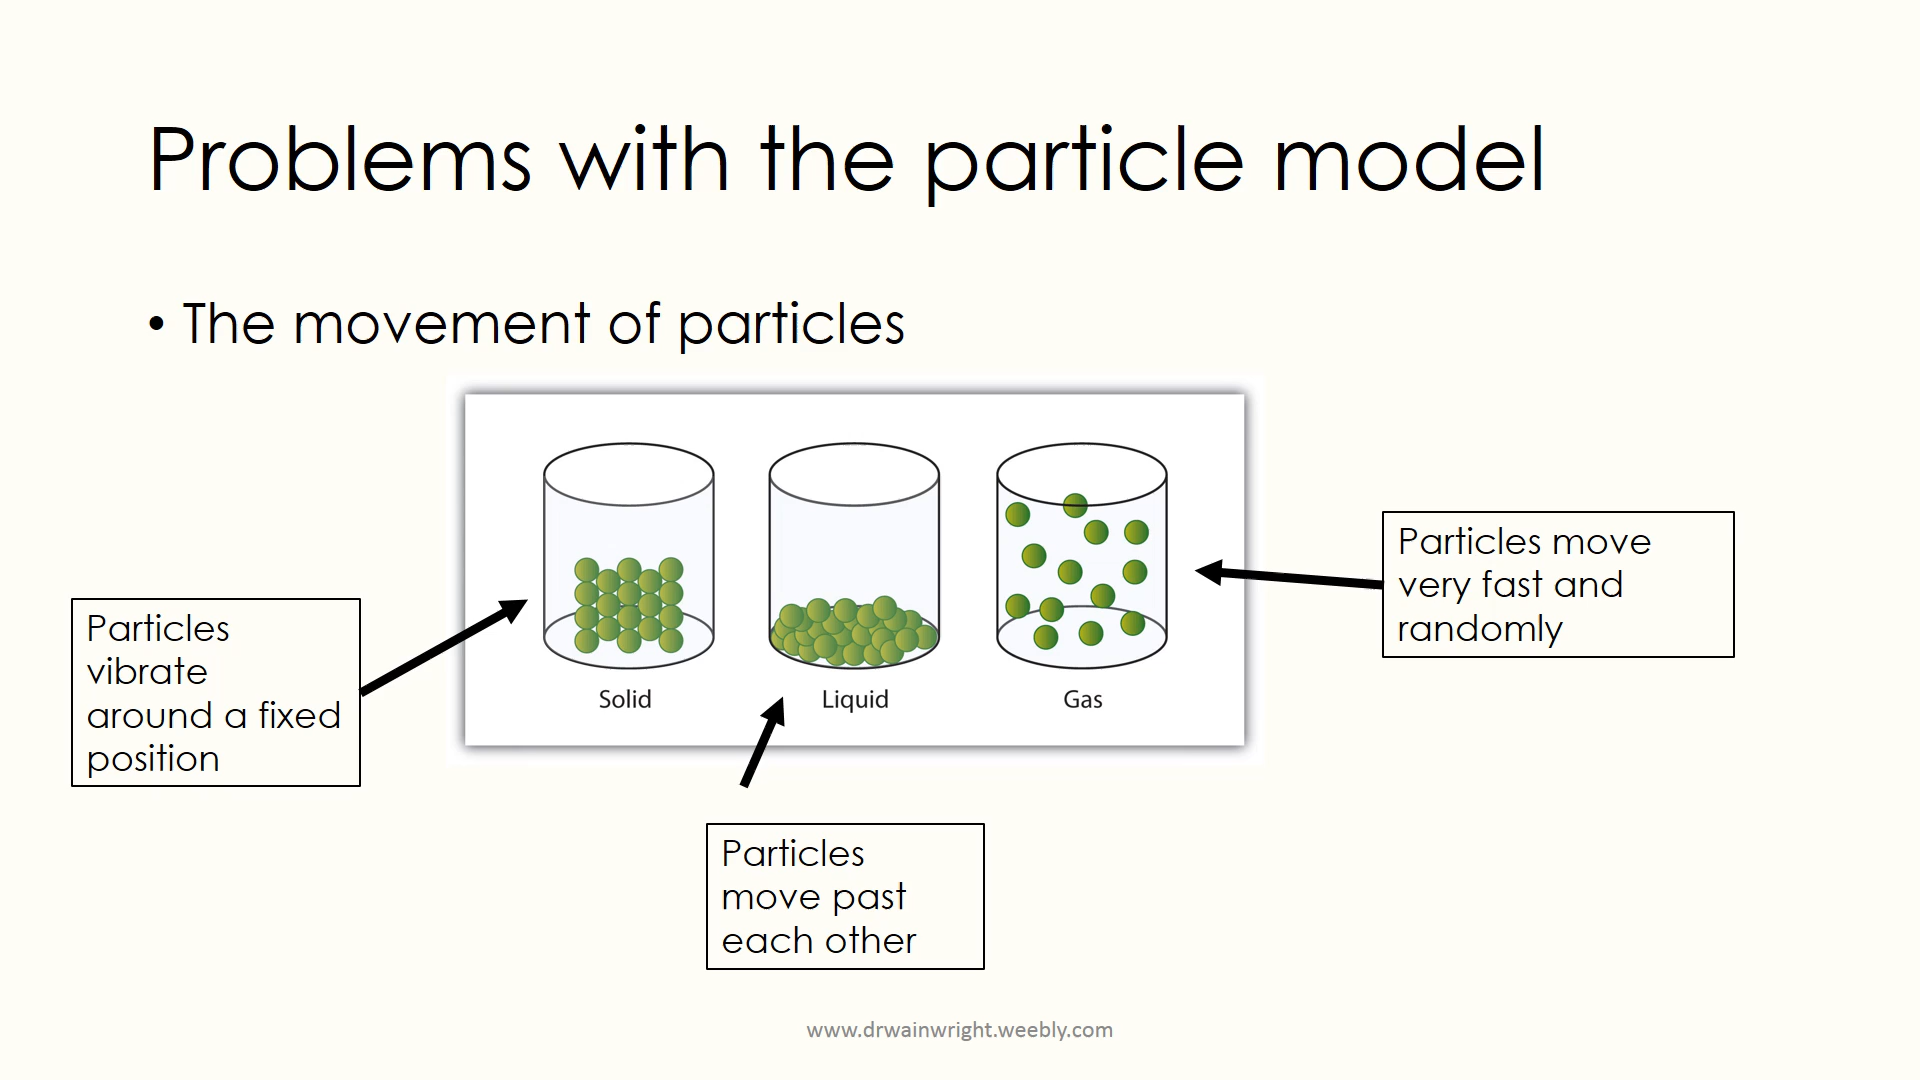 Problems with the particle model
• The movement of particles
Solid
Liquid
Gas
Particles move
very fast and
randomly
Particles
vibrate
around a fixed
position
Particles
move past
each other
www.drwainwright.weebly.com